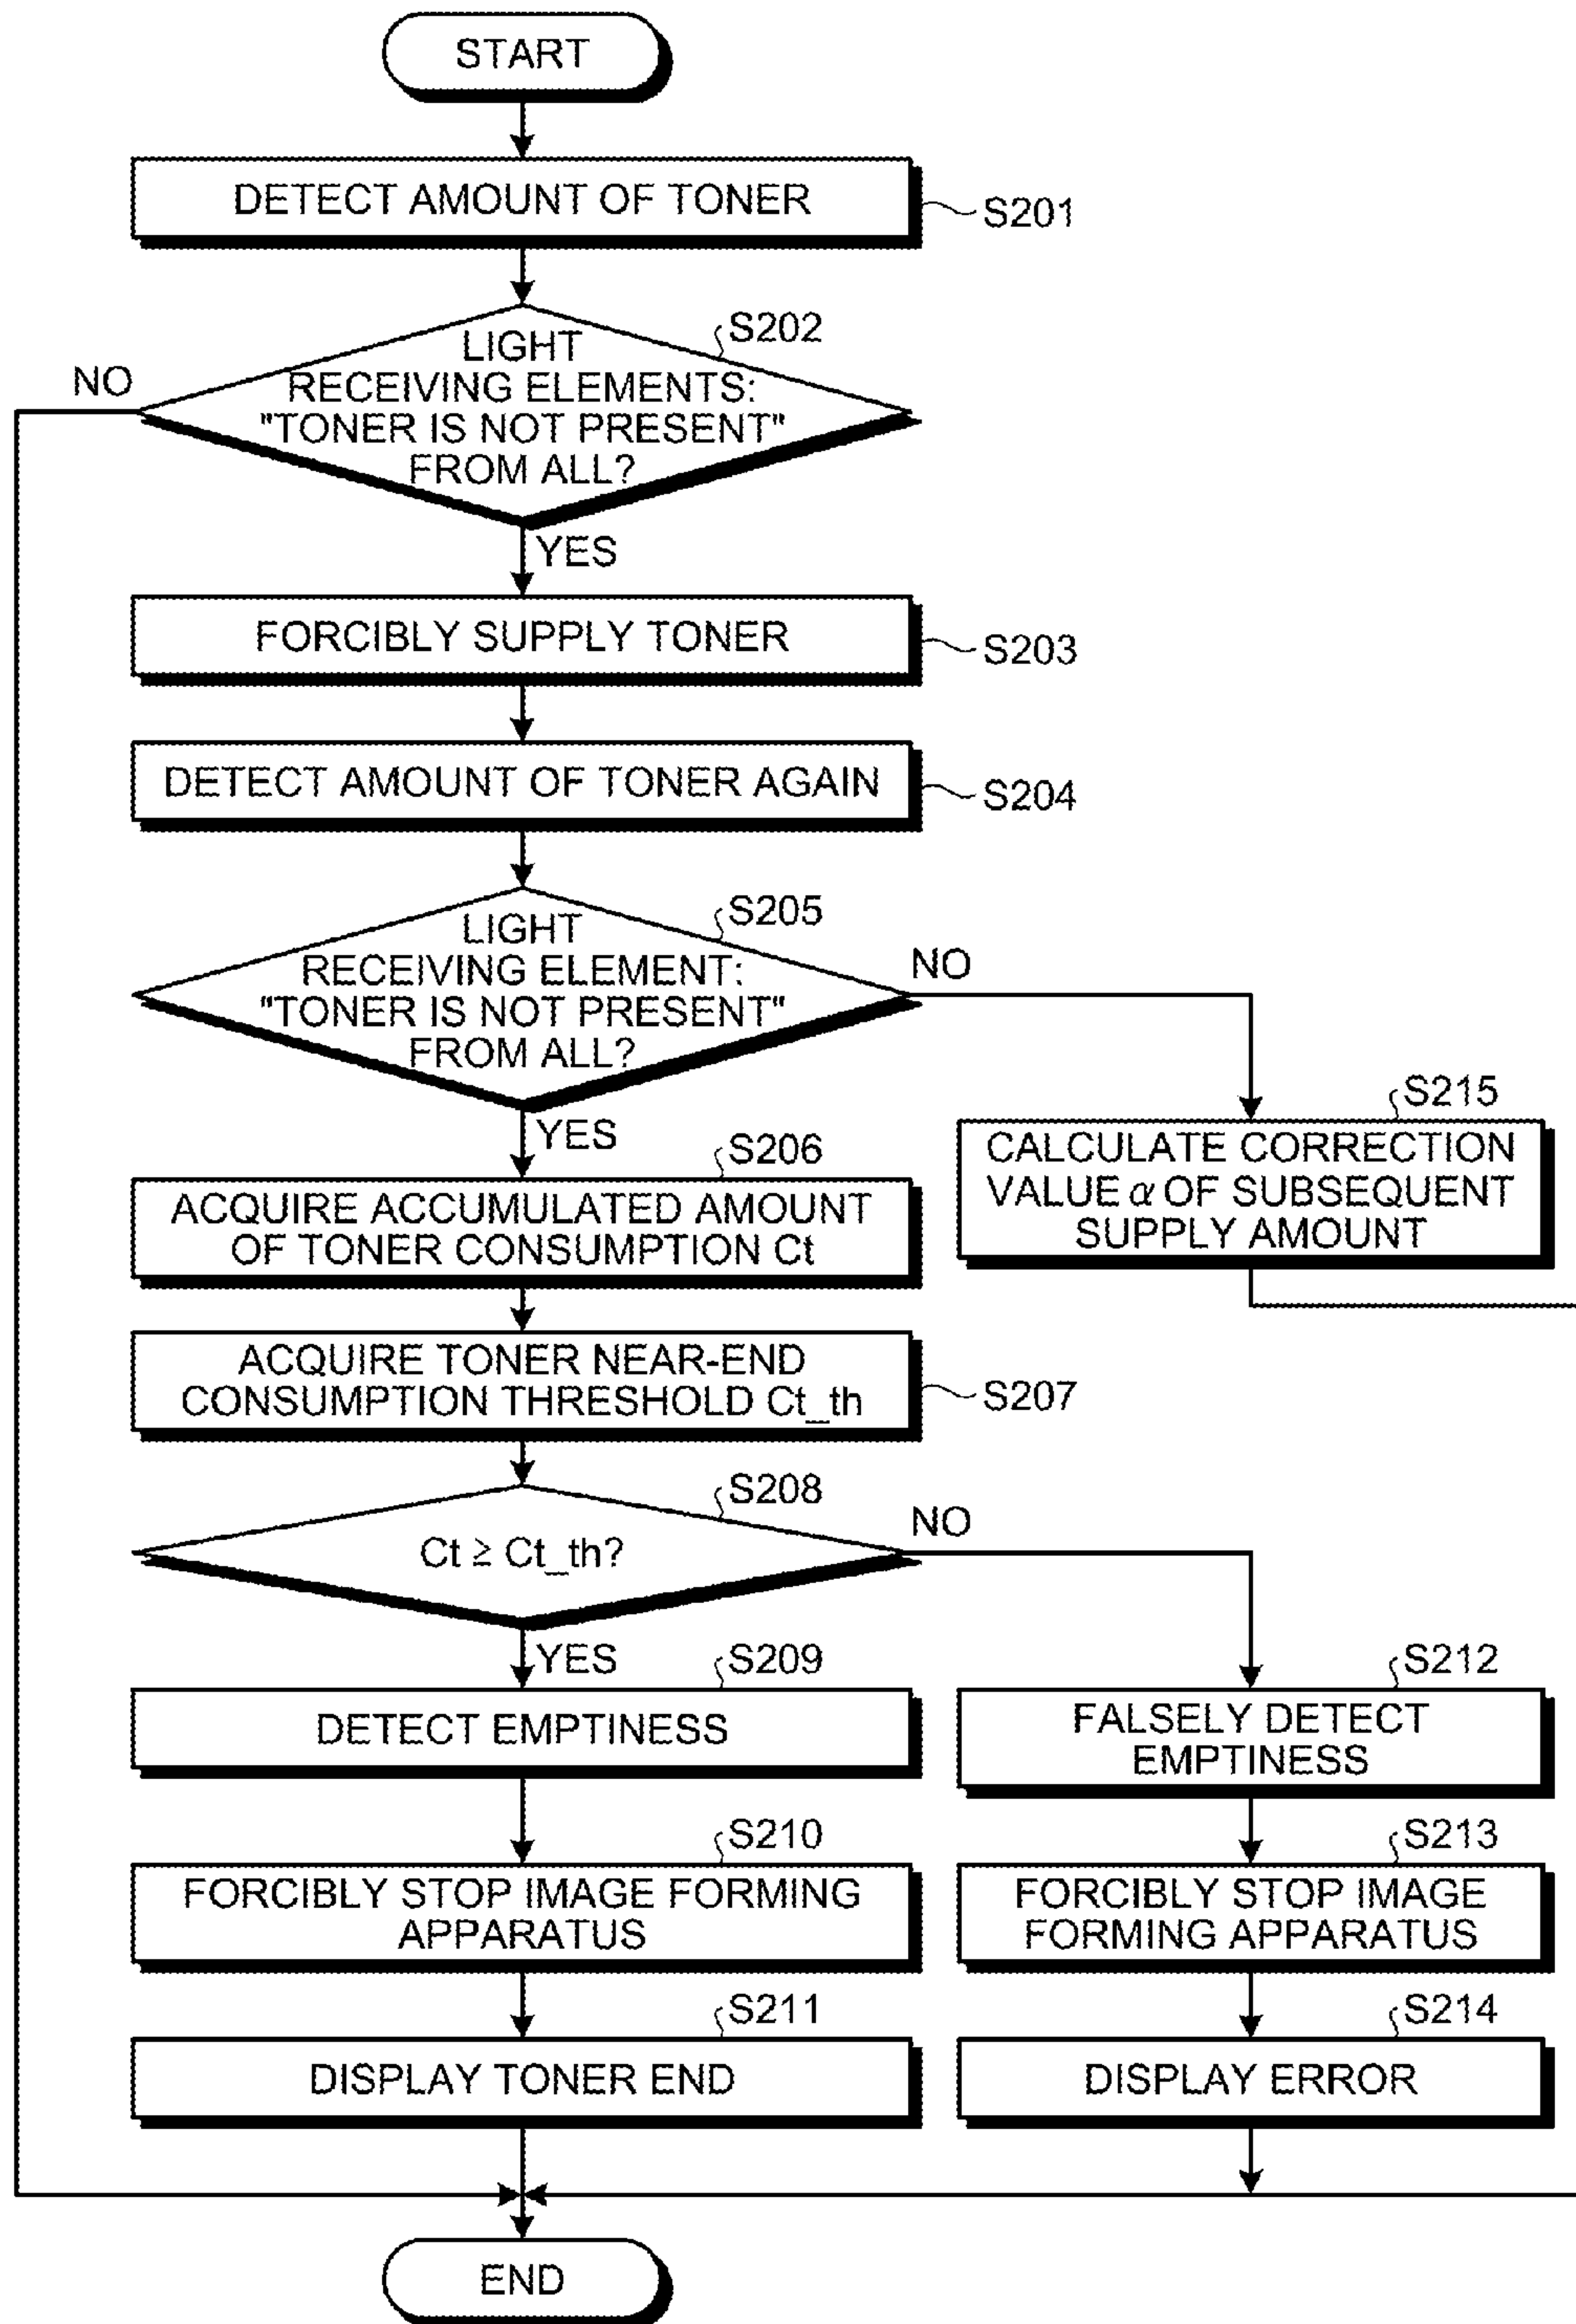 START
DETECT AMOUNT OF TONER
S201
S202
LIGHT
RECEIVING ELEMENTS:
"TONER IS NOT PRESENT"
FROM ALL?
NO
YES
FORCIBLY SUPPLY TONER
S203
DETECT AMOUNT OF TONER AGAIN
S204
S205
LIGHT
RECEIVING ELEMENT:
"TONER IS NOT PRESENT"
FROM ALL?
NO
YES
S215
CALCULATE CORRECTION
VALUE α OF SUBSEQUENT
SUPPLY AMOUNT
S206
ACQUIRE ACCUMULATED AMOUNT
OF TONER CONSUMPTION Ct
ACQUIRE TONER NEAR-END
CONSUMPTION THRESHOLD Ct_th
S207
S208
Ct ≥ Ct_th?
NO
YES
S209
DETECT EMPTINESS
S212
FALSELY DETECT
EMPTINESS
S210
FORCIBLY STOP IMAGE FORMING
APPARATUS
S213
FORCIBLY STOP IMAGE
FORMING APPARATUS
S211
DISPLAY TONER END
S214
DISPLAY ERROR
END